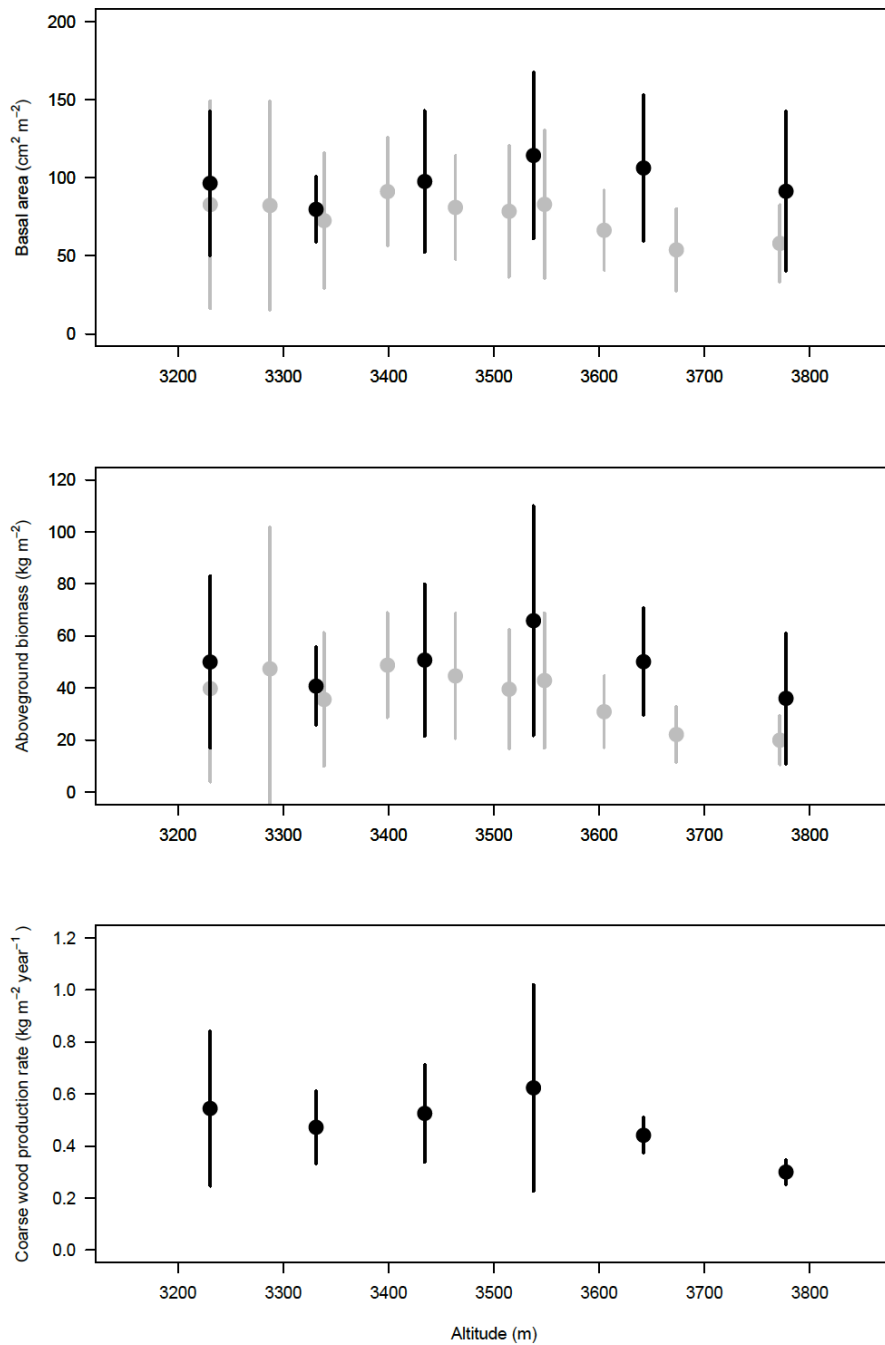 Basal area (cm² m⁻²)
200
150
100
50
0
3200 3300 3400 3500 3600 3700 3800
Aboveground biomass (kg m⁻²)
120
100
80
60
40
20
0
3200 3300 3400 3500 3600 3700 3800
Coarse wood production rate (kg m⁻² year⁻¹ )
1.2
1.0
0.8
0.6
0.4
0.2
0.0
3200 3300 3400 3500 3600 3700 3800
Altitude (m)